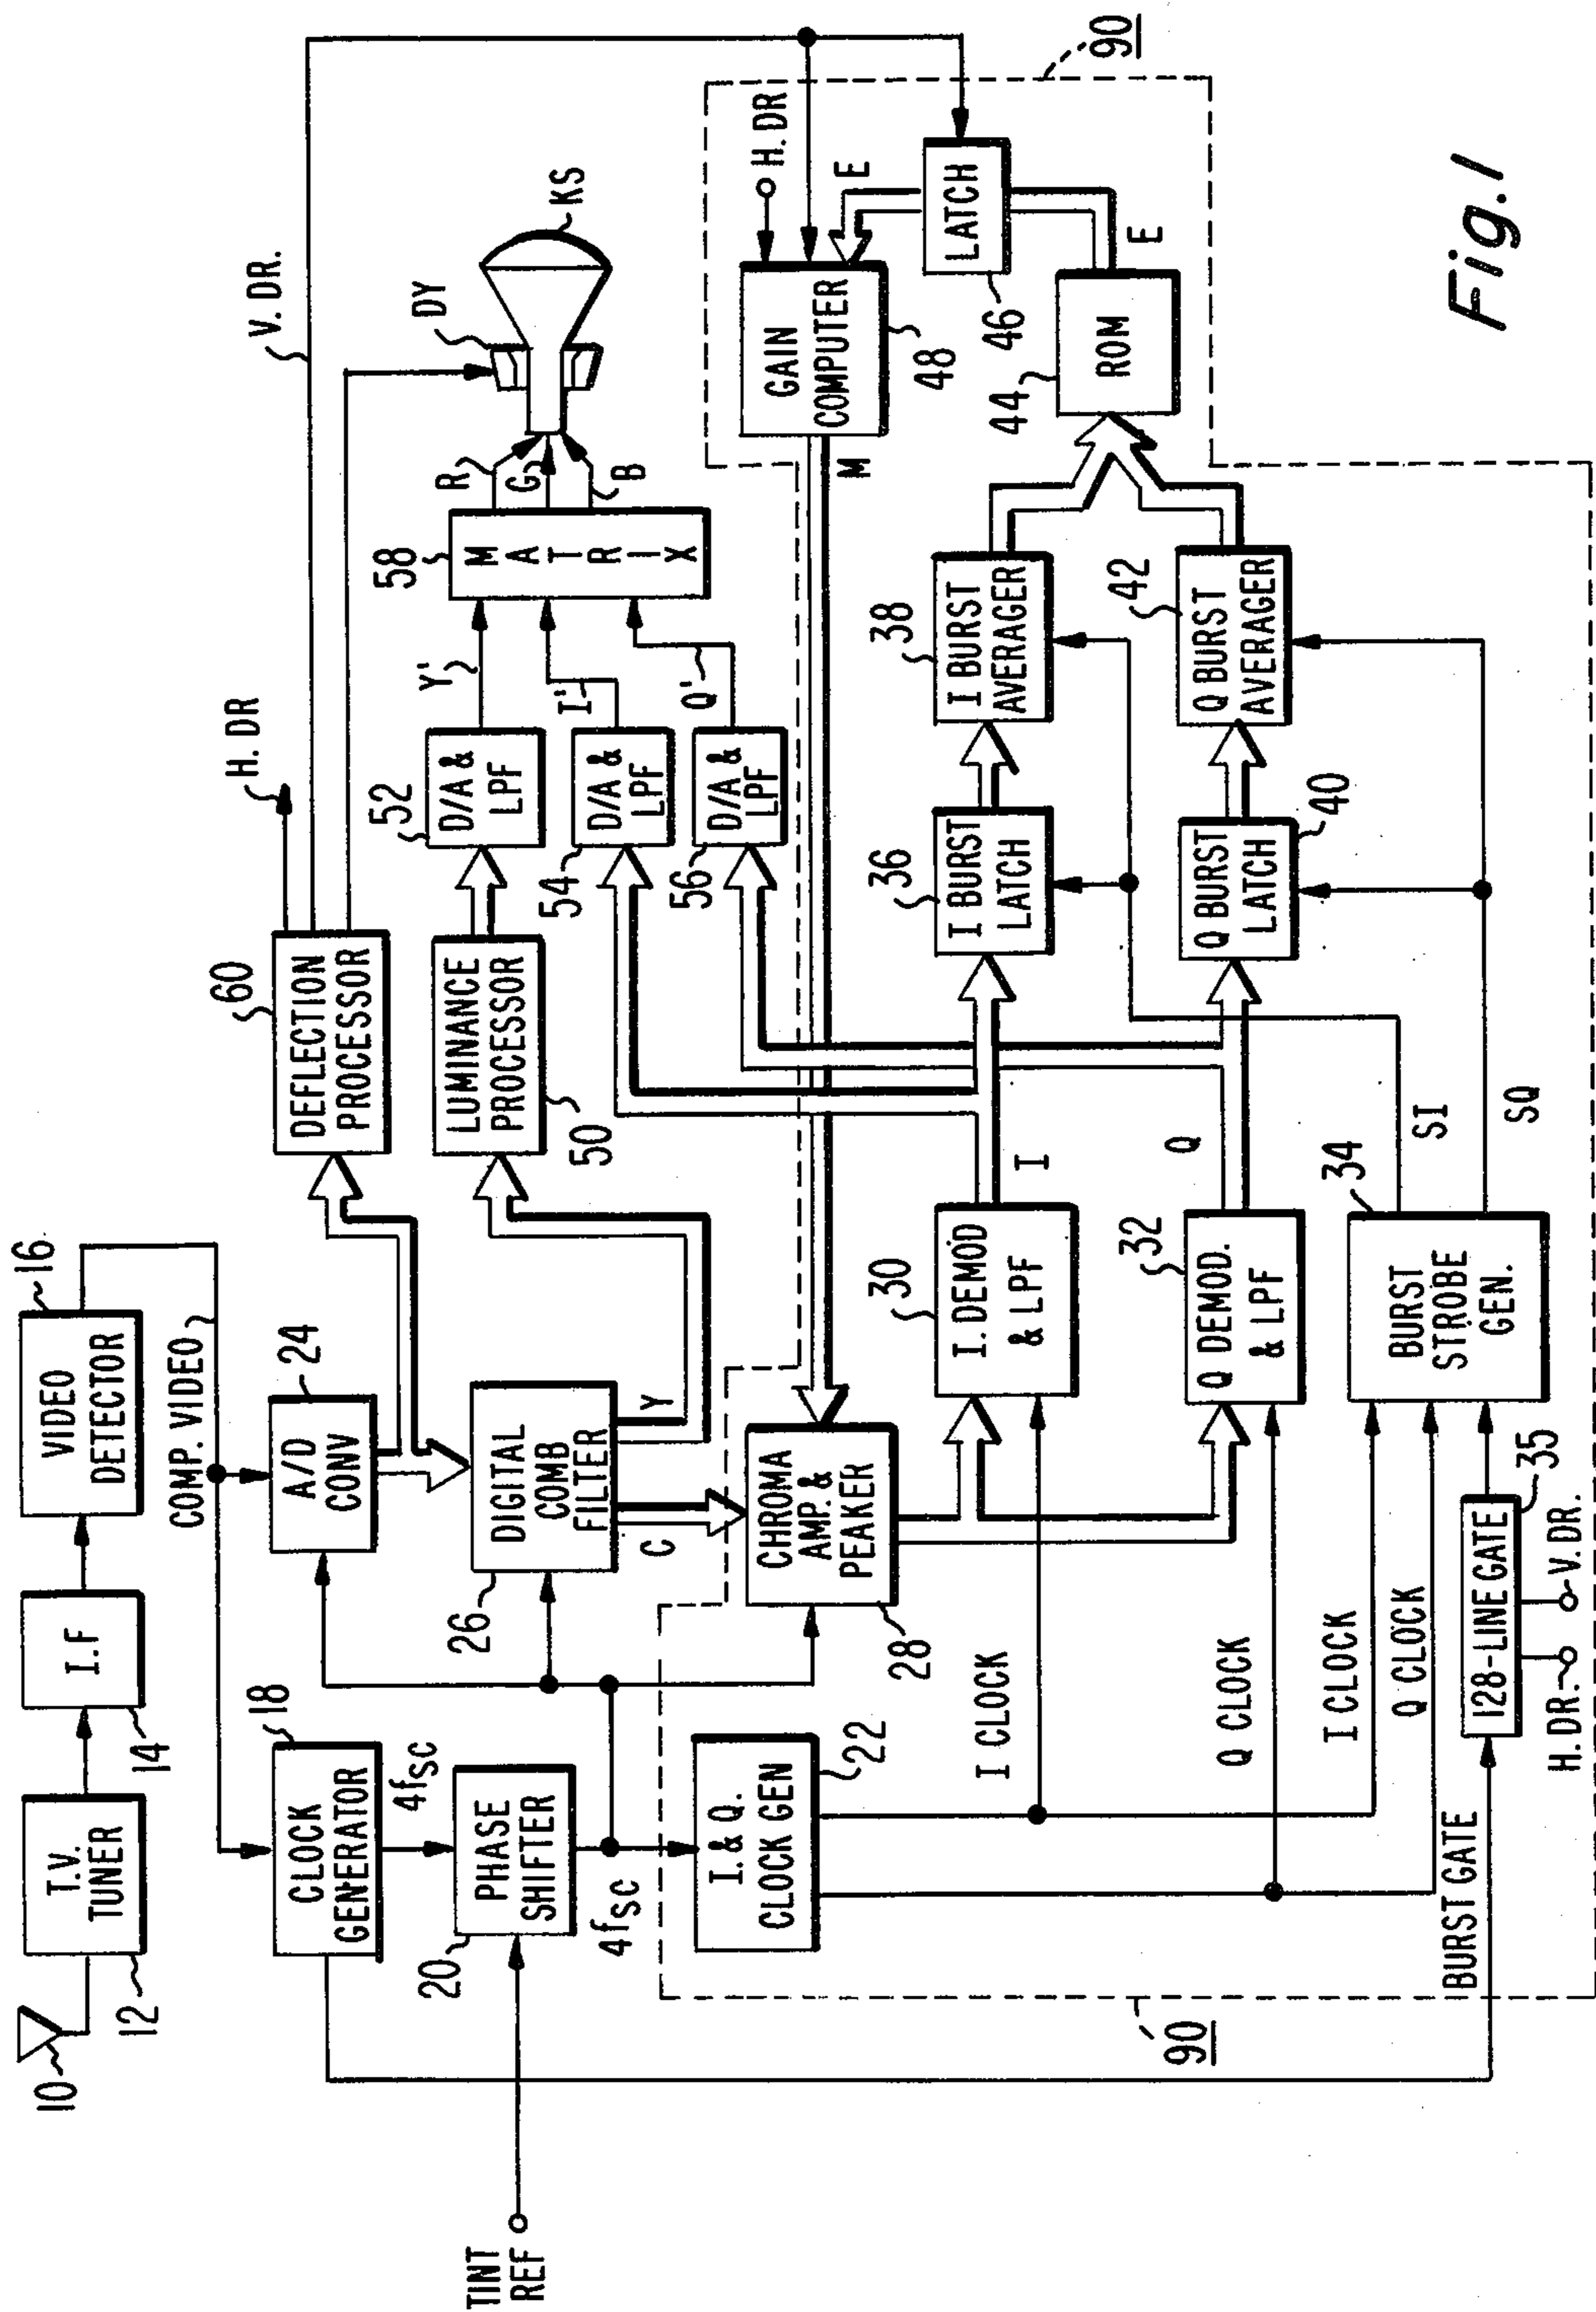 10
12
T.V.
TUNER
14
I.F
16
VIDEO
DETECTOR
COMP. VIDEO
18
CLOCK
GENERATOR
4fsc
24
A/D
CONV
60
DEFLECTION
PROCESSOR
H. DR
V. DR.
TINT
REF
20
PHASE
SHIFTER
4fsc
26
DIGITAL
COMB
FILTER
C
Y
LUMINANCE
PROCESSOR
50
52
D/A &
LPF
Y'
54
D/A &
LPF
I'
56
D/A &
LPF
Q'
58
MATRIX
R
G
B
DY
KS
90
I. & Q.
CLOCK GEN
22
CHROMA
AMP. &
PEAKER
28
M
GAIN
COMPUTER
48
H. DR
E
LATCH
46
E
44
ROM
90
I CLOCK
30
I. DEMOD
& LPF
I
36
I BURST
LATCH
38
I BURST
AVERAGER
Q CLOCK
32
Q DEMOD.
& LPF
Q
Q BURST
LATCH
40
42
Q BURST
AVERAGER
I CLOCK
Q CLOCK
34
BURST
STROBE
GEN.
SI
SQ
BURST GATE
128-LINE GATE
35
H. DR.
V. DR.
Fig. 1